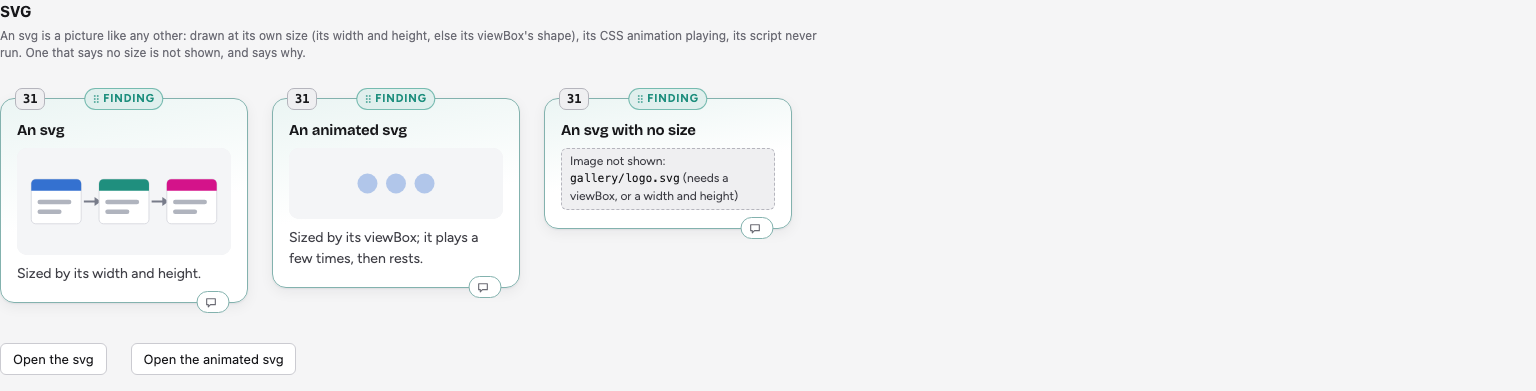 SVG
An svg is a picture like any other: drawn at its own size (its width and height, else its viewBox's shape), its CSS animation playing, its script never
run. One that says no size is not shown, and says why.
31
FINDING
An svg
Sized by its width and height.
31
FINDING
An animated svg
Sized by its viewBox; it plays a
few times, then rests.
31
FINDING
An svg with no size
Image not shown:
gallery/logo.svg (needs a
viewBox, or a width and height)
Open the svg
Open the animated svg